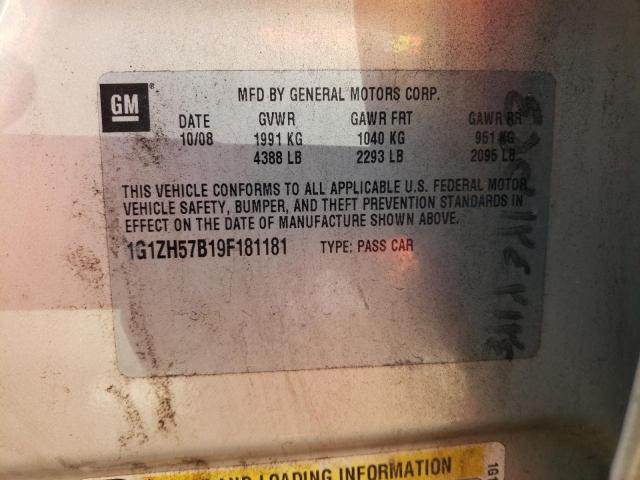 GM
MFD BY GENERAL MOTORS CORP.
DATE GVWR GAWR FRT GAWR RR
10/08 1991 KG 1040 KG 951 KG
4388 LB 2293 LB 2095 LB
THIS VEHICLE CONFORMS TO ALL APPLICABLE U.S. FEDERAL MOTOR
VEHICLE SAFETY, BUMPER, AND THEFT PREVENTION STANDARDS IN
EFFECT ON THE DATE OF MANUFACTURE SHOWN ABOVE.
1G1ZH57B19F181181 TYPE: PASS CAR
AND LOADING INFORMATION
1G1